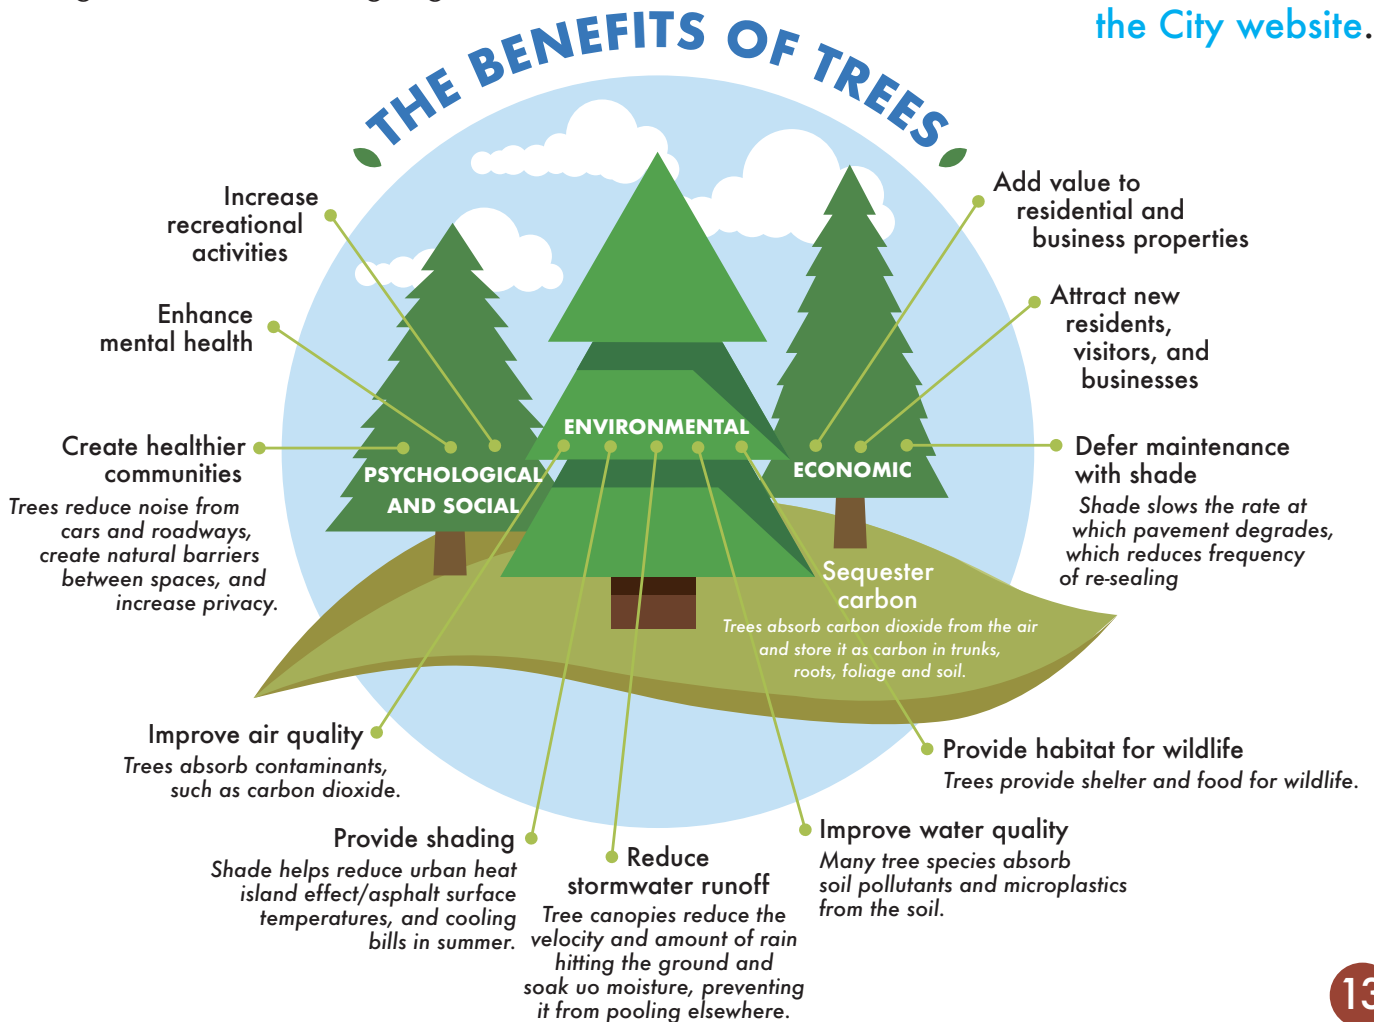 the City website.
THE BENEFITS OF TREES
Increase
recreational
activities
Enhance
mental health
Create healthier
communities
Trees reduce noise from
cars and roadways,
create natural barriers
between spaces, and
increase privacy.
PSYCHOLOGICAL
AND SOCIAL
ENVIRONMENTAL
ECONOMIC
Add value to
residential and
business properties
Attract new
residents,
visitors, and
businesses
Defer maintenance
with shade
Shade slows the rate at
which pavement degrades,
which reduces frequency
of re-sealing
Sequester
carbon
Trees absorb carbon dioxide from the air
and store it as carbon in trunks,
roots, foliage and soil.
Improve air quality
Trees absorb contaminants,
such as carbon dioxide.
Provide shading
Shade helps reduce urban heat
island effect/asphalt surface
temperatures, and cooling
bills in summer.
Reduce
stormwater runoff
Tree canopies reduce the
velocity and amount of rain
hitting the ground and
soak uo moisture, preventing
it from pooling elsewhere.
Improve water quality
Many tree species absorb
soil pollutants and microplastics
from the soil.
Provide habitat for wildlife
Trees provide shelter and food for wildlife.
13